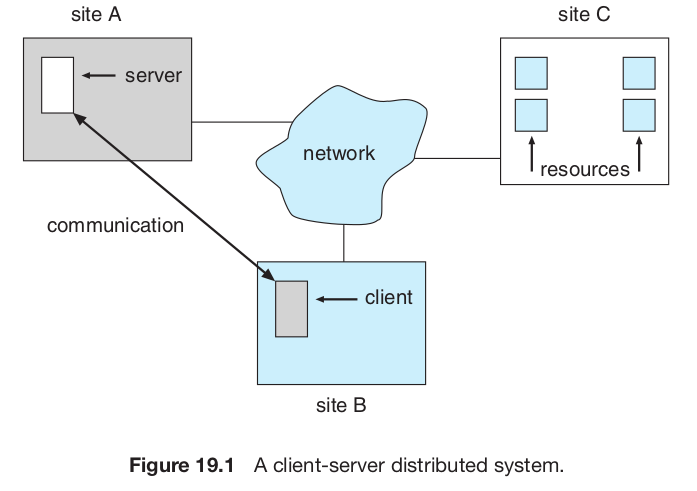 site A
site C
server
network
resources
communication
client
site B
Figure 19.1 A client-server distributed system.